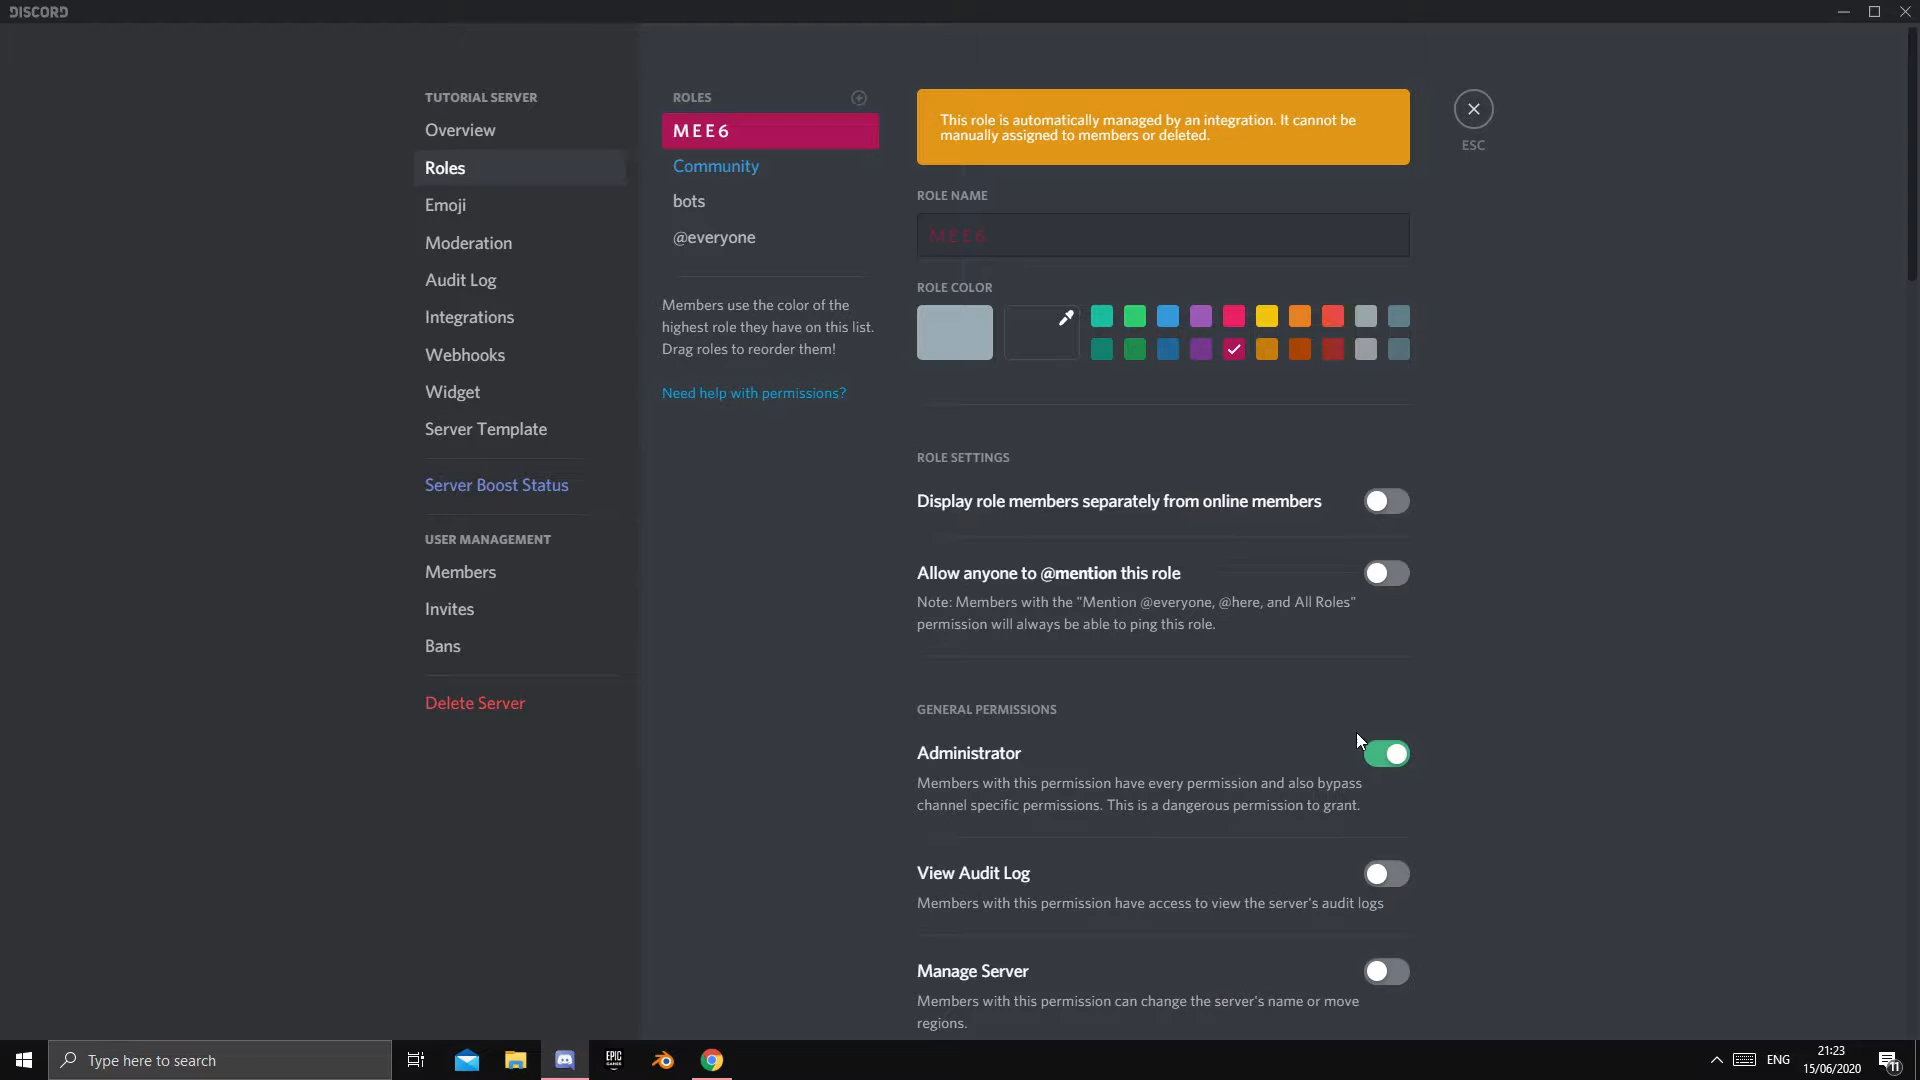 DISCORD
TUTORIAL SERVER
Overview
Roles
Emoji
Moderation
Audit Log
Integrations
Webhooks
Widget
Server Template
Server Boost Status
USER MANAGEMENT
Members
Invites
Bans
Delete Server
ROLES
MEE6
Community
bots
@everyone
Members use the color of the
highest role they have on this list.
Drag roles to reorder them!
Need help with permissions?
This role is automatically managed by an integration. It cannot be
manually assigned to members or deleted.
ROLE NAME
MEE6
ROLE COLOR
ROLE SETTINGS
Display role members separately from online members
Allow anyone to @mention this role
Note: Members with the "Mention @everyone, @here, and All Roles"
permission will always be able to ping this role.
GENERAL PERMISSIONS
Administrator
Members with this permission have every permission and also bypass
channel specific permissions. This is a dangerous permission to grant.
View Audit Log
Members with this permission have access to view the server's audit logs
Manage Server
Members with this permission can change the server's name or move
regions.
ESC
Type here to search
EPIC
GAMES
ENG
21:23
15/06/2020
11